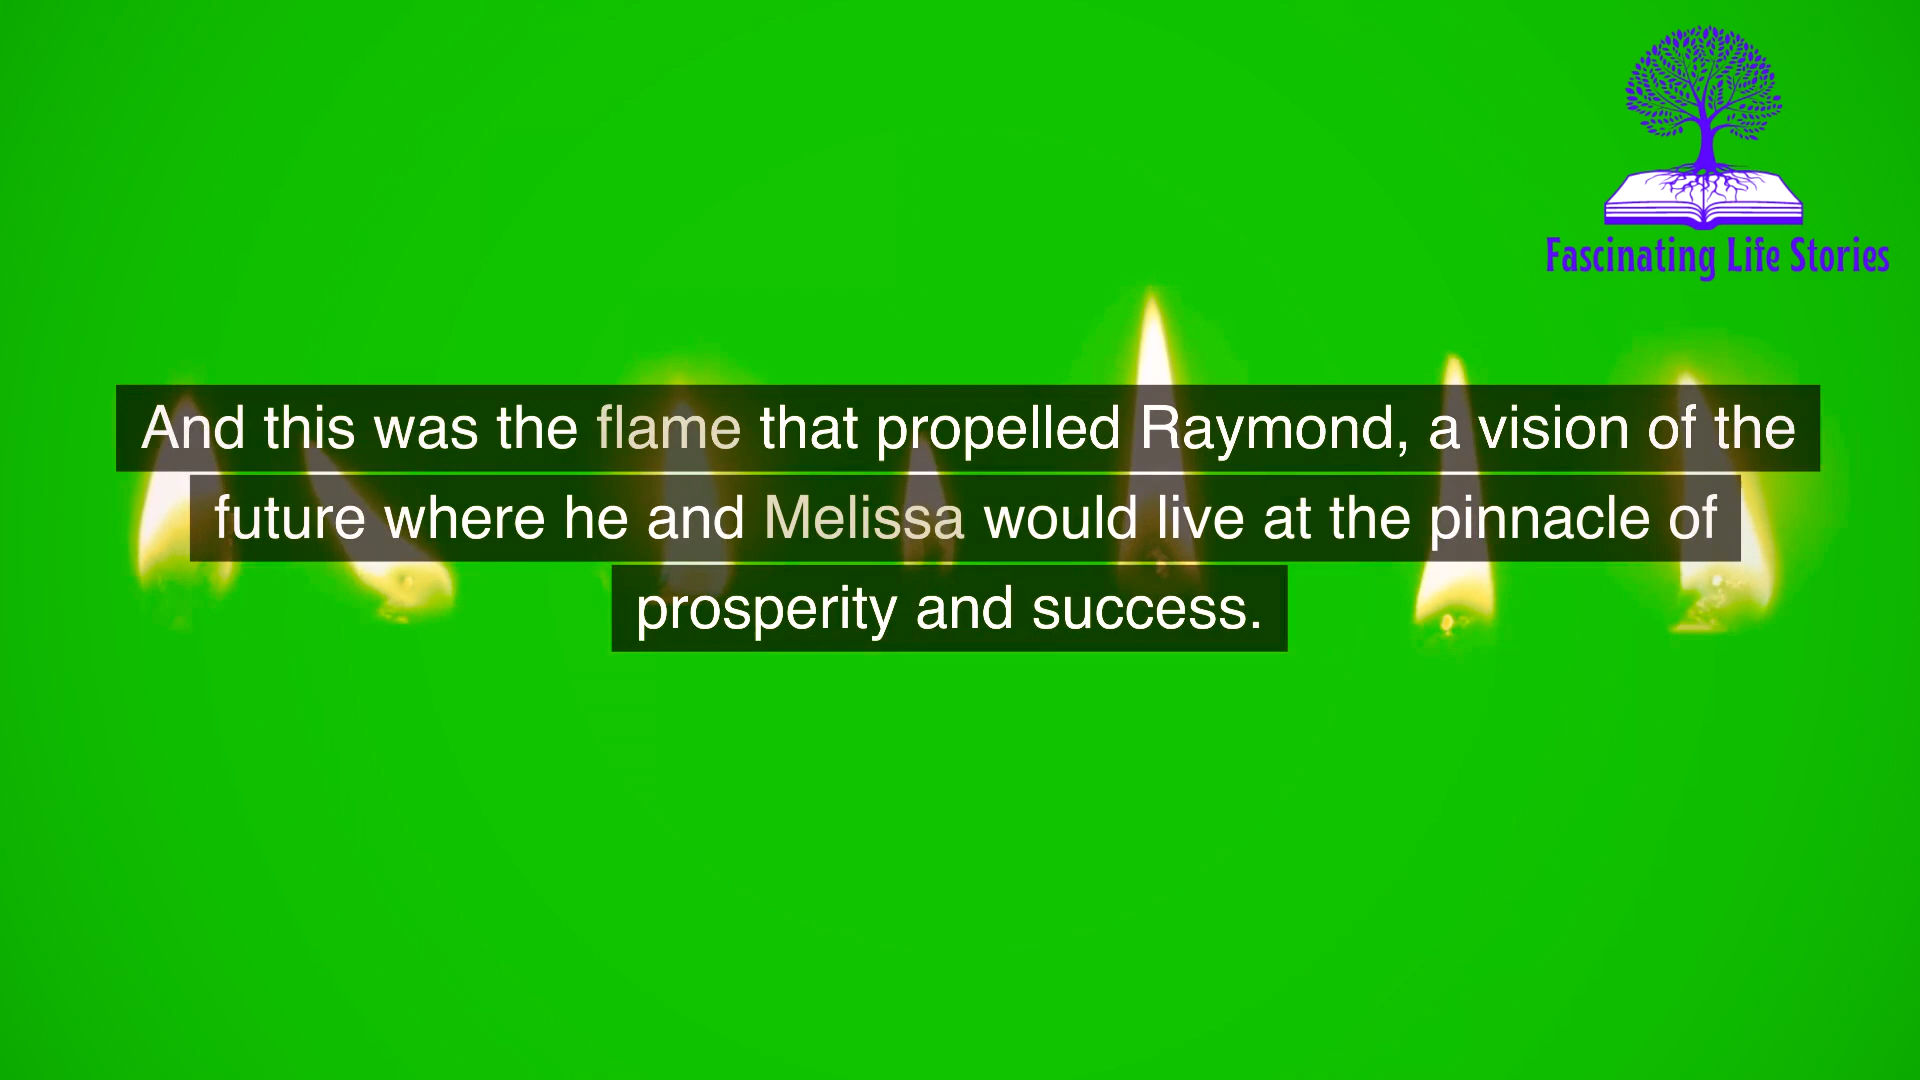 Fascinating Life Stories
And this was the flame that propelled Raymond, a vision of the
future where he and Melissa would live at the pinnacle of
prosperity and success.